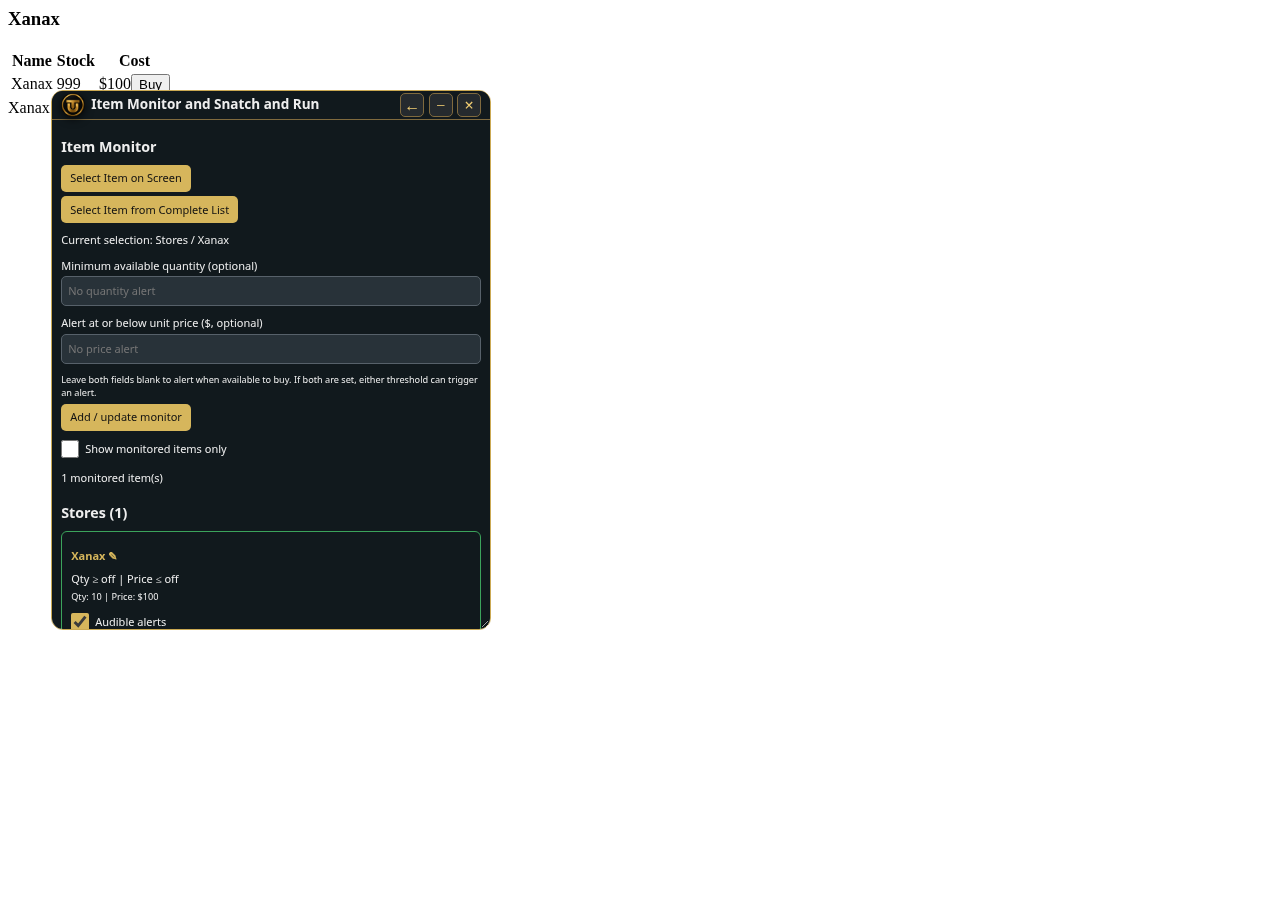 Xanax
Name Stock Cost
Xanax 999 $100 Buy
Xanax
Item Monitor and Snatch and Run
← – ×
Item Monitor
Select Item on Screen
Select Item from Complete List
Current selection: Stores / Xanax
Minimum available quantity (optional)
No quantity alert
Alert at or below unit price ($, optional)
No price alert
Leave both fields blank to alert when available to buy. If both are set, either threshold can trigger
an alert.
Add / update monitor
Show monitored items only
1 monitored item(s)
Stores (1)
Xanax ✎
Qty ≥ off | Price ≤ off
Qty: 10 | Price: $100
Audible alerts